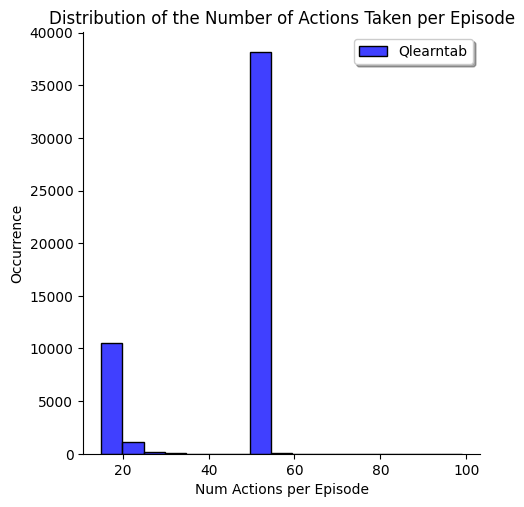 Distribution of the Number of Actions Taken per Episode
Qlearntab
Occurrence
40000
35000
30000
25000
20000
15000
10000
5000
0
20 40 60 80 100
Num Actions per Episode